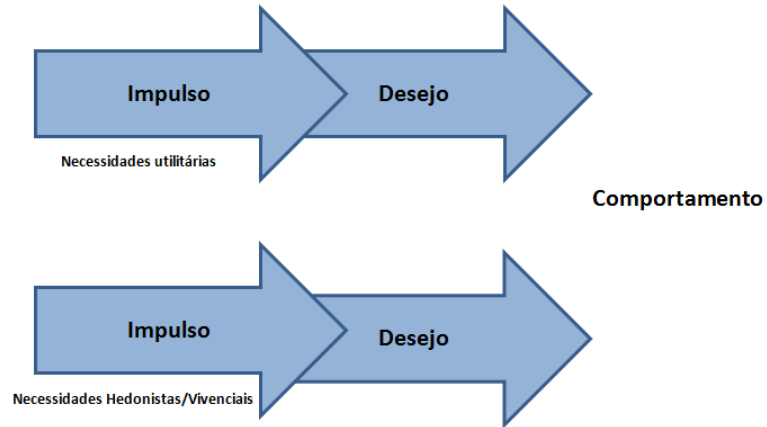 Impulso
Desejo
Necessidades utilitárias
Comportamento
Impulso
Desejo
Necessidades Hedonistas/Vivenciais